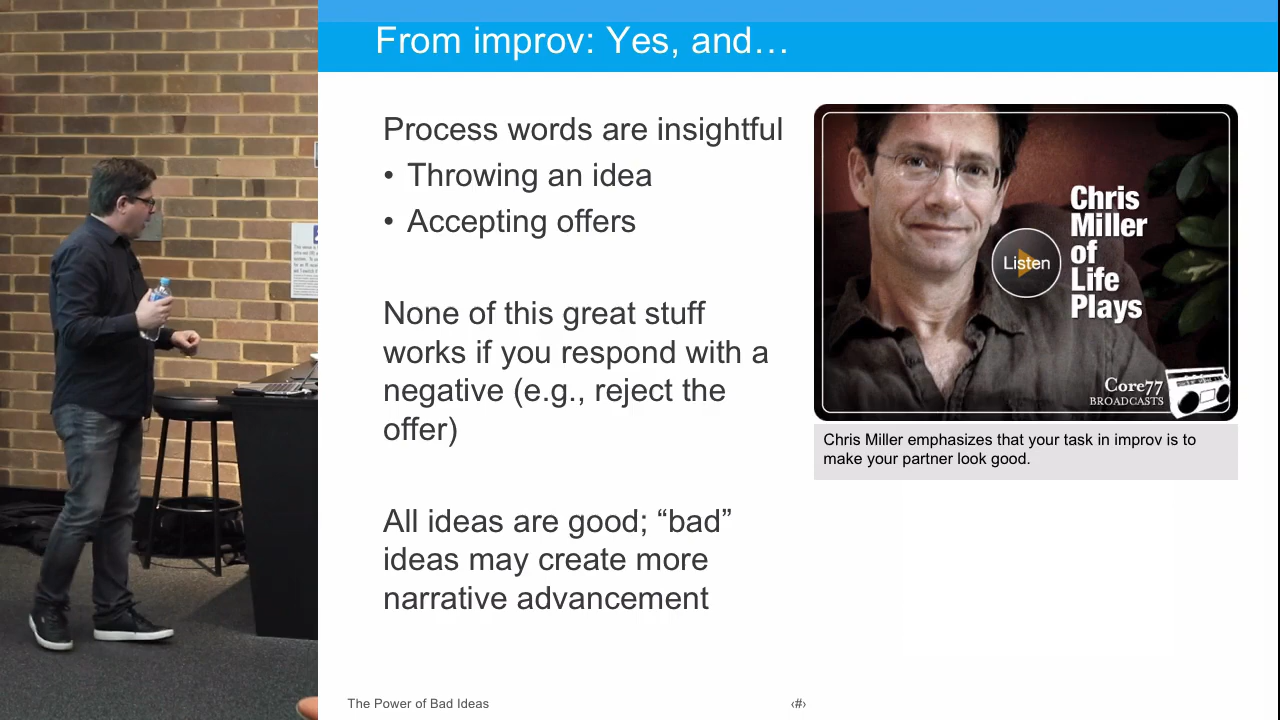 From improv: Yes, and…
Process words are insightful
• Throwing an idea
• Accepting offers
None of this great stuff
works if you respond with a
negative (e.g., reject the
offer)
All ideas are good; “bad”
ideas may create more
narrative advancement
Chris
Miller
of
Life
Plays
Listen
Core77
BROADCASTS
Chris Miller emphasizes that your task in improv is to
make your partner look good.
The Power of Bad Ideas
‹#›